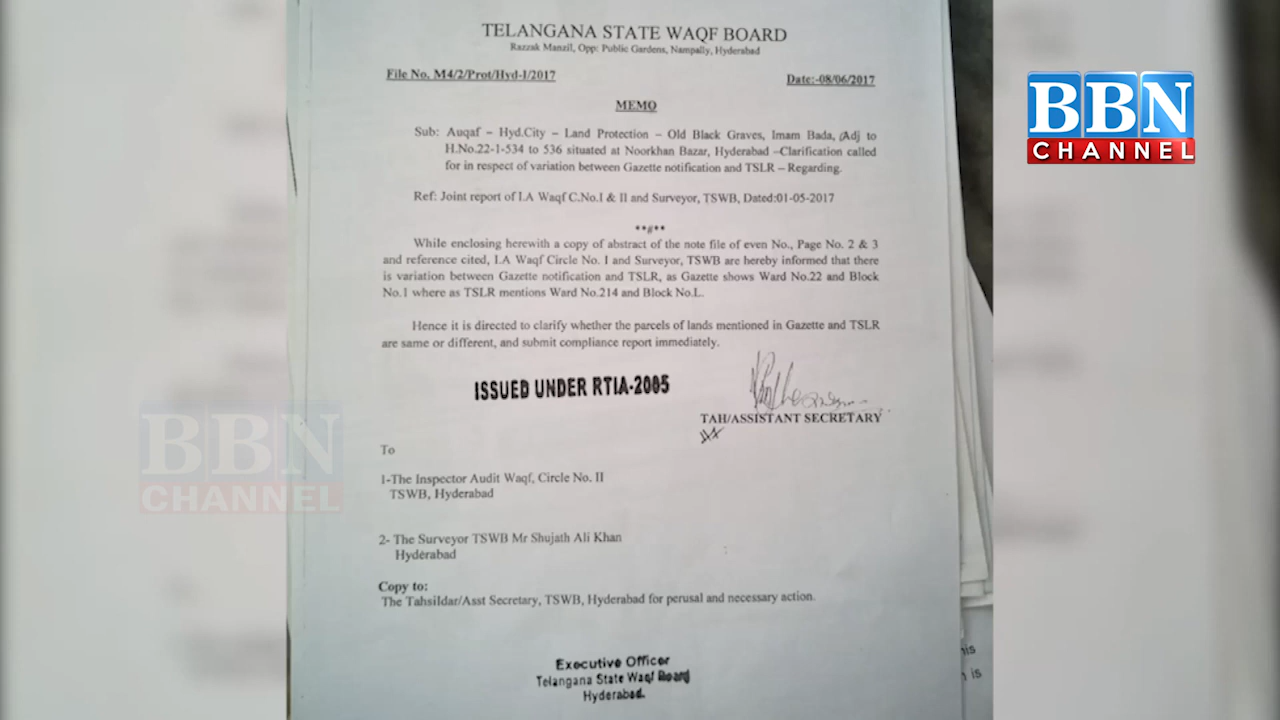 TELANGANA STATE WAQF BOARD
Razzak Manzil, Opp: Public Gardens, Nampally, Hyderabad
File No. M4/2/Prot/Hyd-I/2017
Date:-08/06/2017
MEMO
Sub: Auqaf – Hyd.City – Land Protection – Old Black Graves, Imam Bada, (Adj to
H.No.22-1-534 to 536 situated at Noorkhan Bazar, Hyderabad –Clarification called
for in respect of variation between Gazette notification and TSLR – Regarding.
Ref: Joint report of I.A Waqf C.No.I & II and Surveyor, TSWB, Dated:01-05-2017
**#**
While enclosing herewith a copy of abstract of the note file of even No., Page No. 2 & 3
and reference cited, I.A Waqf Circle No. I and Surveyor, TSWB are hereby informed that there
is variation between Gazette notification and TSLR, as Gazette shows Ward No.22 and Block
No.1 where as TSLR mentions Ward No.214 and Block No.L.
Hence it is directed to clarify whether the parcels of lands mentioned in Gazette and TSLR
are same or different, and submit compliance report immediately.
ISSUED UNDER RTIA-2005
TAH/ASSISTANT SECRETARY
To
1-The Inspector Audit Waqf, Circle No. II
TSWB, Hyderabad
2- The Surveyor TSWB Mr Shujath Ali Khan
Hyderabad
Copy to:
The Tahsildar/Asst Secretary, TSWB, Hyderabad for perusal and necessary action.
Executive Officer
Telangana State Waqf Board
Hyderabad.
BBN
CHANNEL
BBN
CHANNEL
his
is